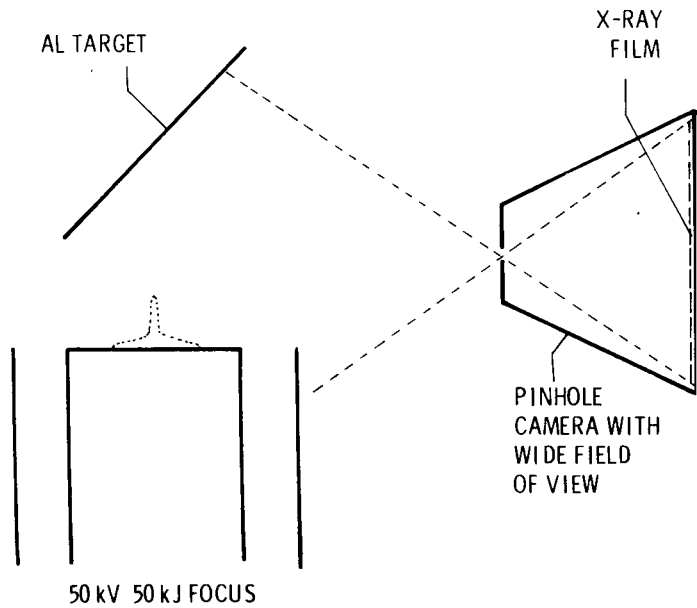 AL TARGET
X-RAY
FILM
PINHOLE
CAMERA WITH
WIDE FIELD
OF VIEW
50 kV 50 kJ FOCUS